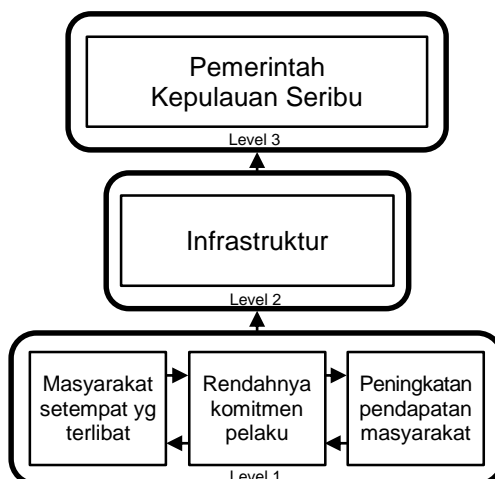 Pemerintah
Kepulauan Seribu
Level 3
Infrastruktur
Level 2
Masyarakat
setempat yg
terlibat
Rendahnya
komitmen
pelaku
Peningkatan
pendapatan
masyarakat
Level 1